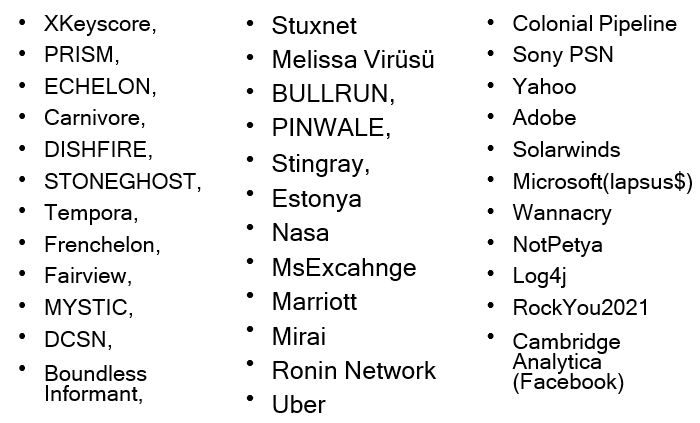 • XKeyscore,
• PRISM,
• ECHELON,
• Carnivore,
• DISHFIRE,
• STONEGHOST,
• Tempora,
• Frenchelon,
• Fairview,
• MYSTIC,
• DCSN,
• Boundless
Informant,
• Stuxnet
• Melissa Virüsü
• BULLRUN,
• PINWALE,
• Stingray,
• Estonya
• Nasa
• MsExcahnge
• Marriott
• Mirai
• Ronin Network
• Uber
• Colonial Pipeline
• Sony PSN
• Yahoo
• Adobe
• Solarwinds
• Microsoft(lapsus$)
• Wannacry
• NotPetya
• Log4j
• RockYou2021
• Cambridge
Analytica
(Facebook)